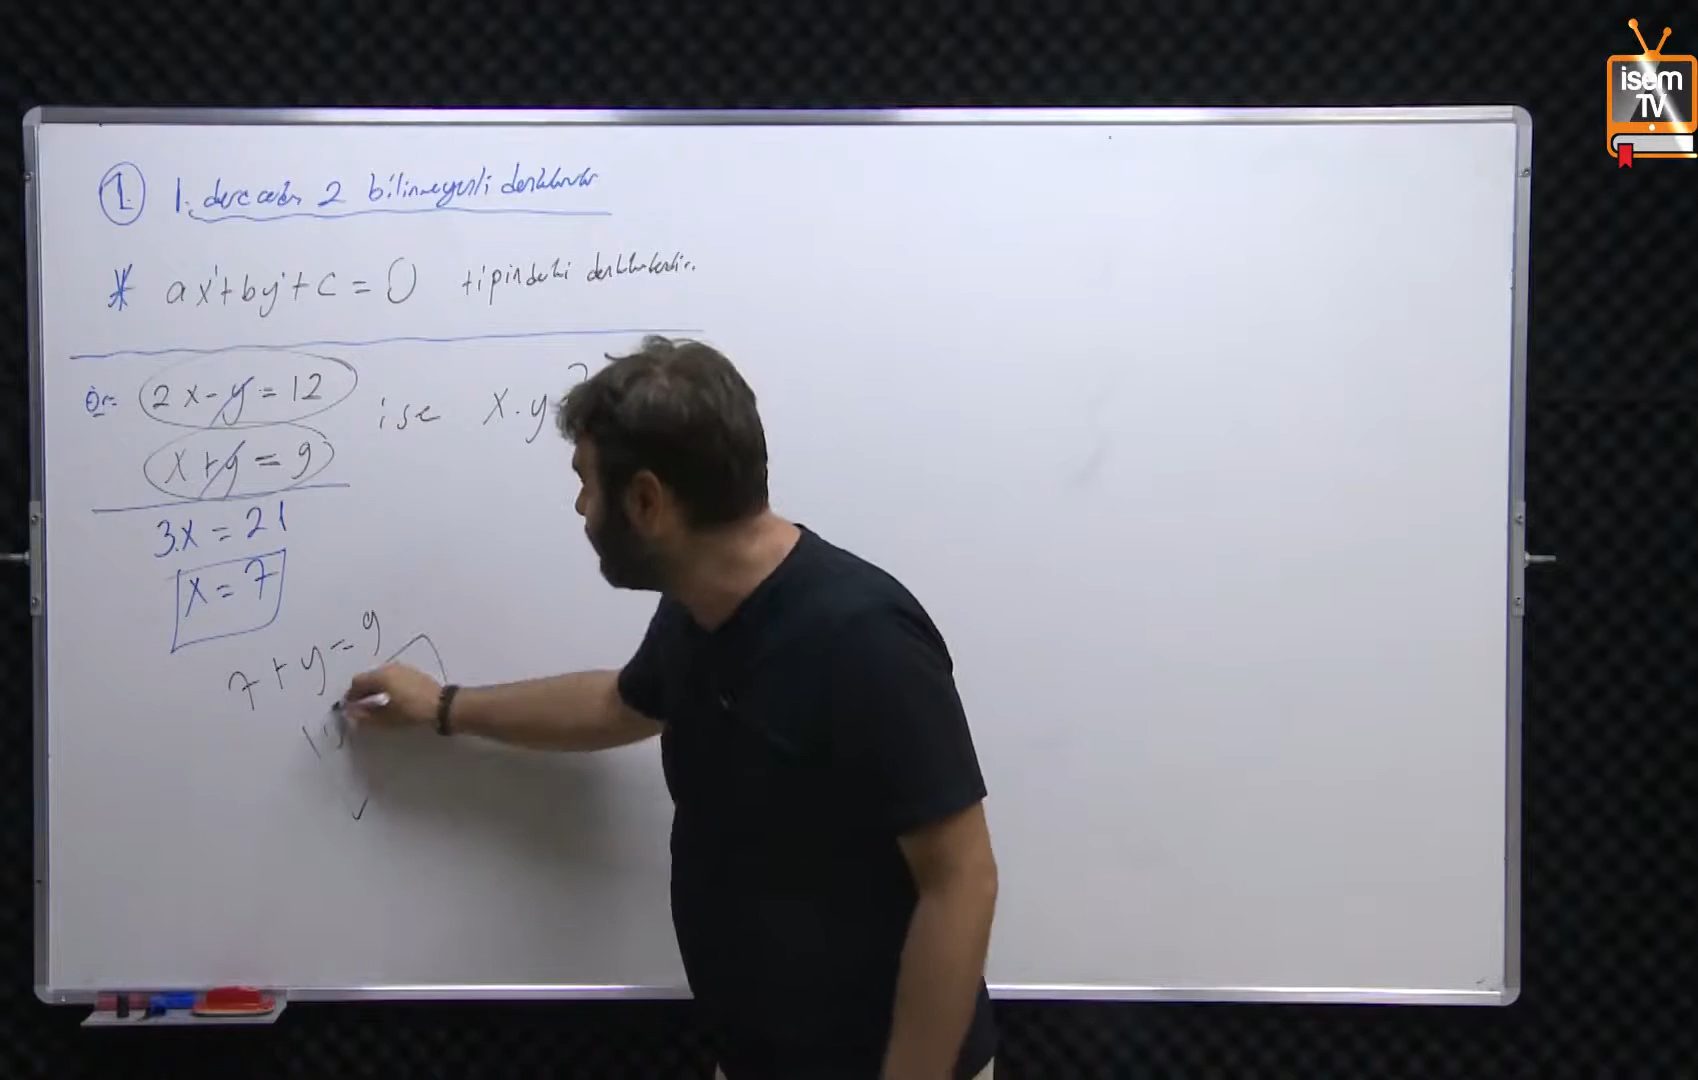 isem
TV
1. 1. dereceden 2 bilinmeyenli denklemler
* ax¹+by¹+c=0 tipindeki denklemlerdir.
Ör: 2x-y=12 ise x.y=?
x+y=9
3.x=21
x=7
7+y=9